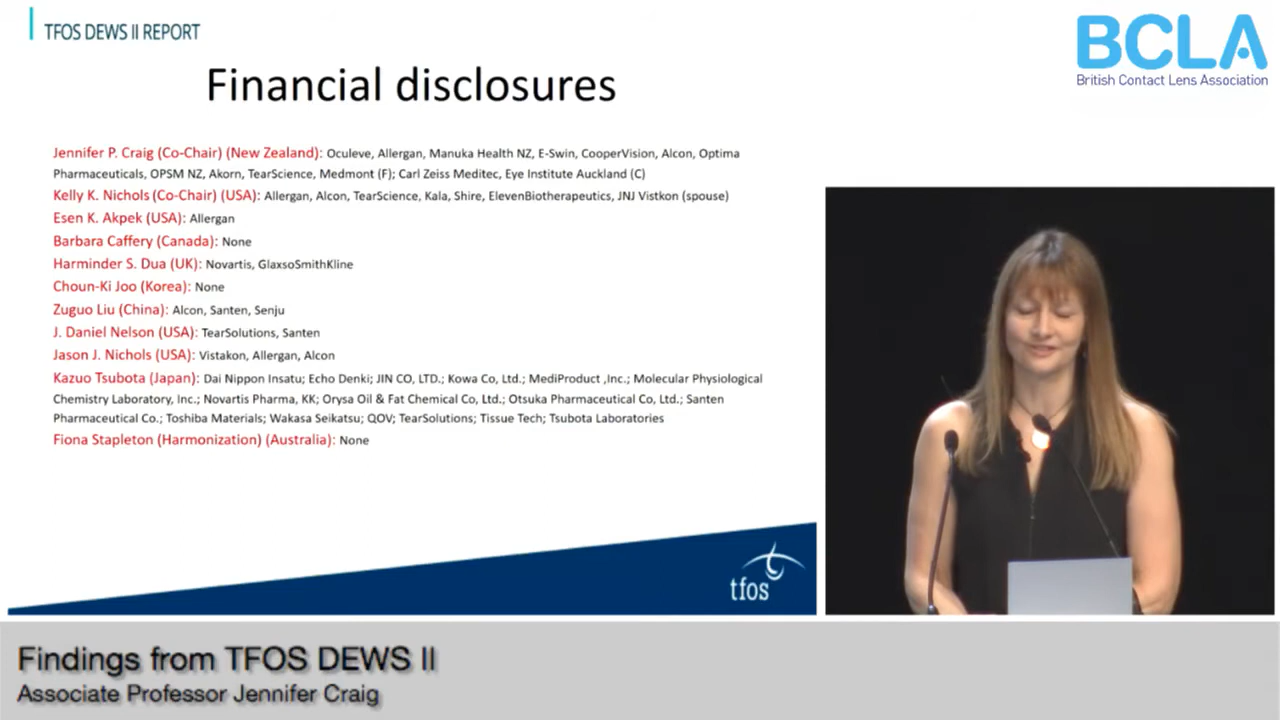 TFOS DEWS II REPORT
BCLA
British Contact Lens Association
Financial disclosures
Jennifer P. Craig (Co-Chair) (New Zealand): Oculeve, Allergan, Manuka Health NZ, E-Swin, CooperVision, Alcon, Optima
Pharmaceuticals, OPSM NZ, Akorn, TearScience, Medmont (F); Carl Zeiss Meditec, Eye Institute Auckland (C)
Kelly K. Nichols (Co-Chair) (USA): Allergan, Alcon, TearScience, Kala, Shire, ElevenBiotherapeutics, JNJ Vistkon (spouse)
Esen K. Akpek (USA): Allergan
Barbara Caffery (Canada): None
Harminder S. Dua (UK): Novartis, GlaxsoSmithKline
Choun-Ki Joo (Korea): None
Zuguo Liu (China): Alcon, Santen, Senju
J. Daniel Nelson (USA): TearSolutions, Santen
Jason J. Nichols (USA): Vistakon, Allergan, Alcon
Kazuo Tsubota (Japan): Dai Nippon Insatu; Echo Denki; JIN CO, LTD.; Kowa Co, Ltd.; MediProduct ,Inc.; Molecular Physiological
Chemistry Laboratory, Inc.; Novartis Pharma, KK; Orysa Oil & Fat Chemical Co, Ltd.; Otsuka Pharmaceutical Co, Ltd.; Santen
Pharmaceutical Co.; Toshiba Materials; Wakasa Seikatsu; QOV; TearSolutions; Tissue Tech; Tsubota Laboratories
Fiona Stapleton (Harmonization) (Australia): None
tfos
Findings from TFOS DEWS II
Associate Professor Jennifer Craig